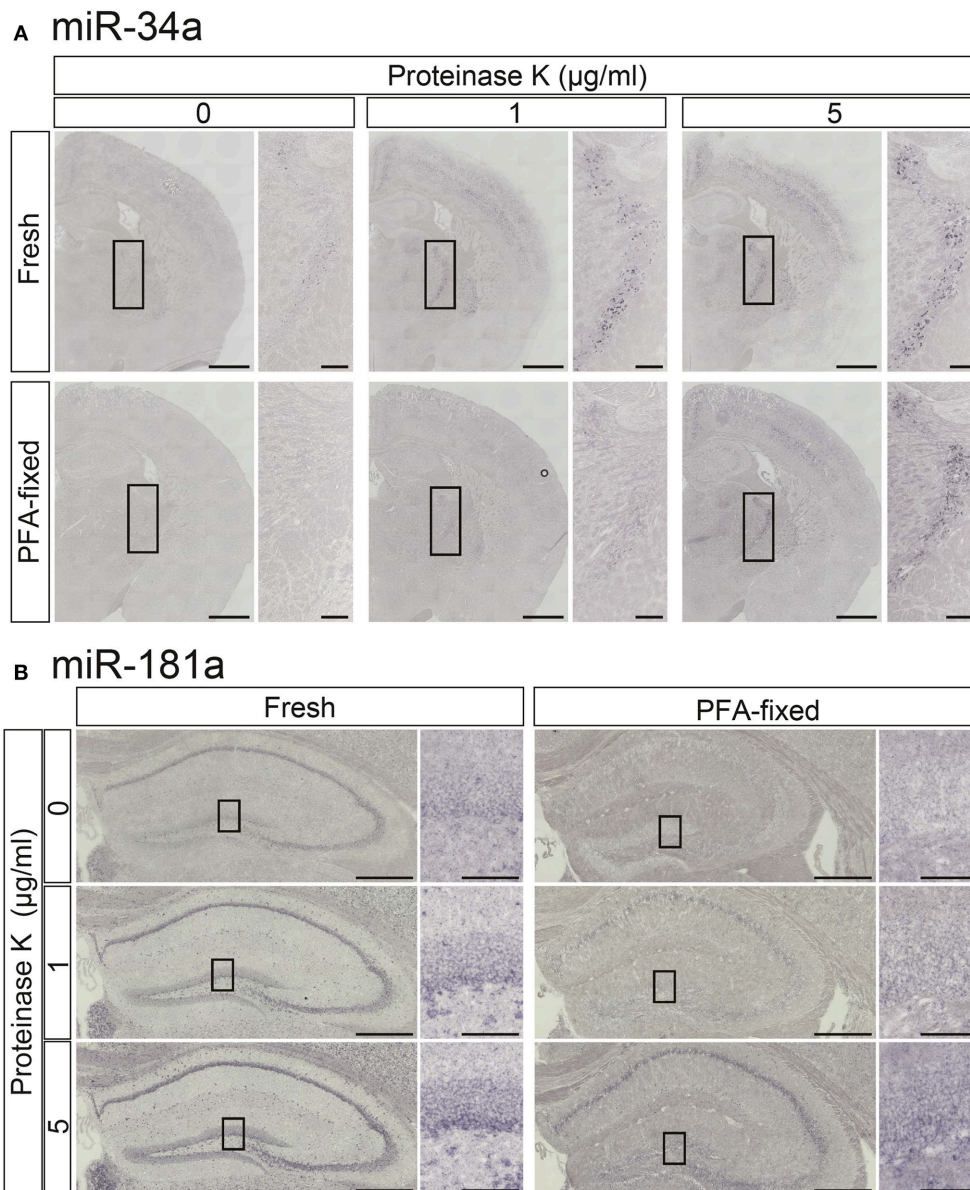 A miR-34a
Proteinase K (µg/ml)
0 1 5
Fresh
PFA-fixed
B miR-181a
Fresh PFA-fixed
Proteinase K (µg/ml)
0
1
5